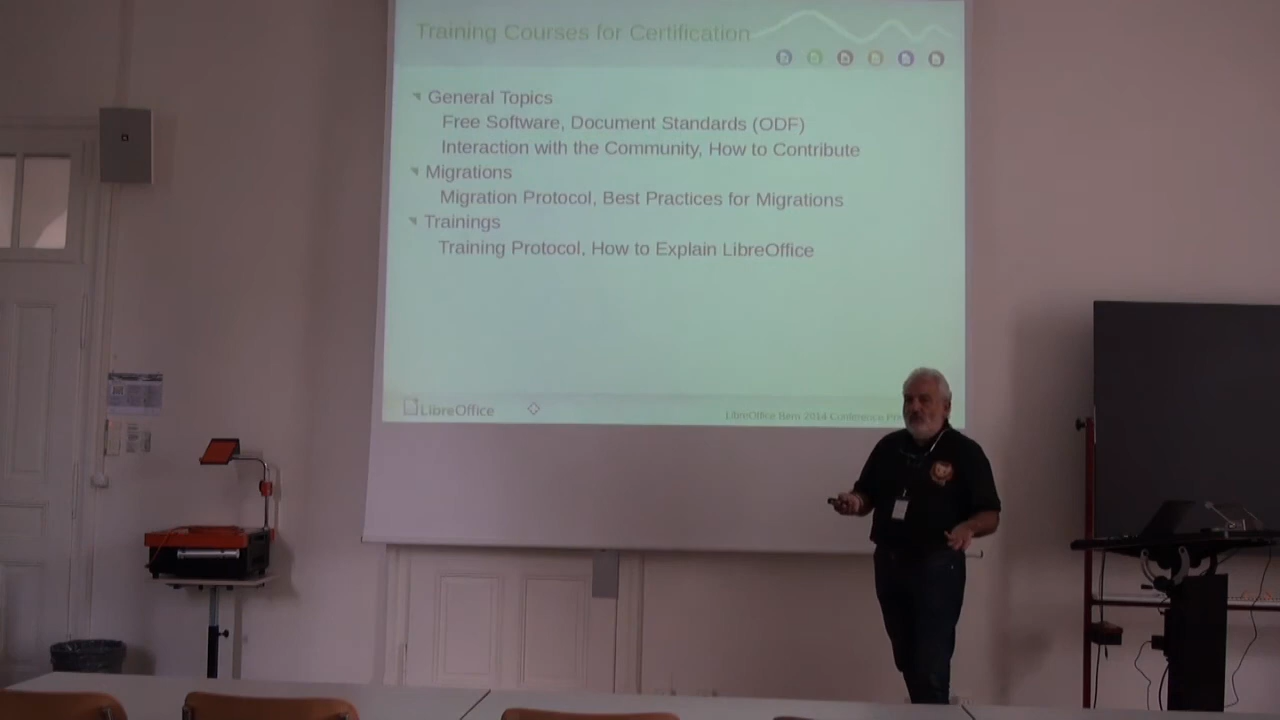 Training Courses for Certification
General Topics
Free Software, Document Standards (ODF)
Interaction with the Community, How to Contribute
Migrations
Migration Protocol, Best Practices for Migrations
Trainings
Training Protocol, How to Explain LibreOffice
LibreOffice
LibreOffice Bern 2014 Conference